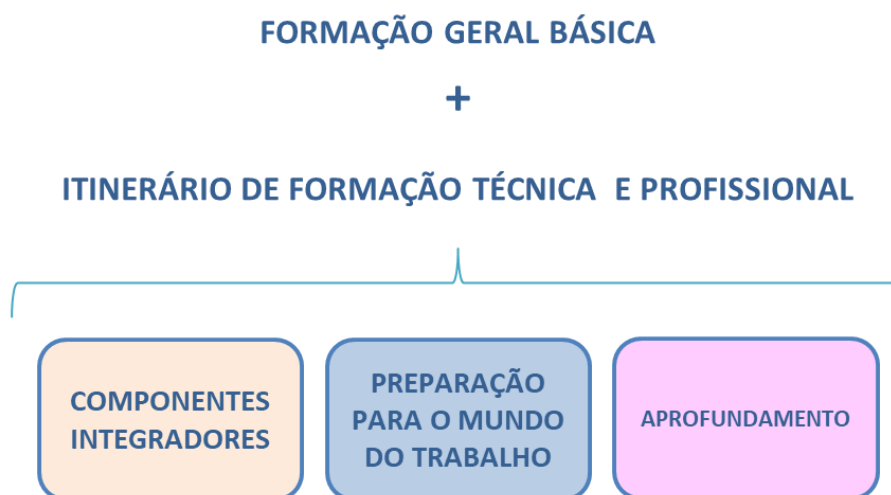 FORMAÇÃO GERAL BÁSICA
+
ITINERÁRIO DE FORMAÇÃO TÉCNICA E PROFISSIONAL
COMPONENTES
INTEGRADORES
PREPARAÇÃO
PARA O MUNDO
DO TRABALHO
APROFUNDAMENTO